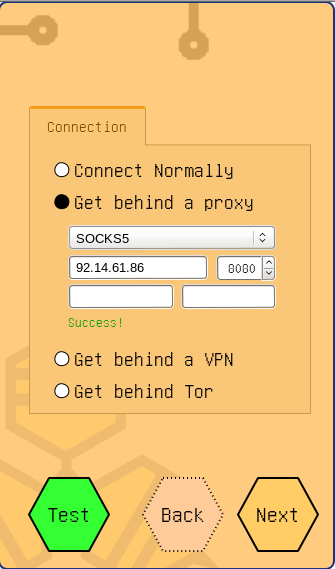 Connection
Connect Normally
Get behind a proxy
SOCKS5
92.14.61.86 8080
Success!
Get behind a VPN
Get behind Tor
Test Back Next